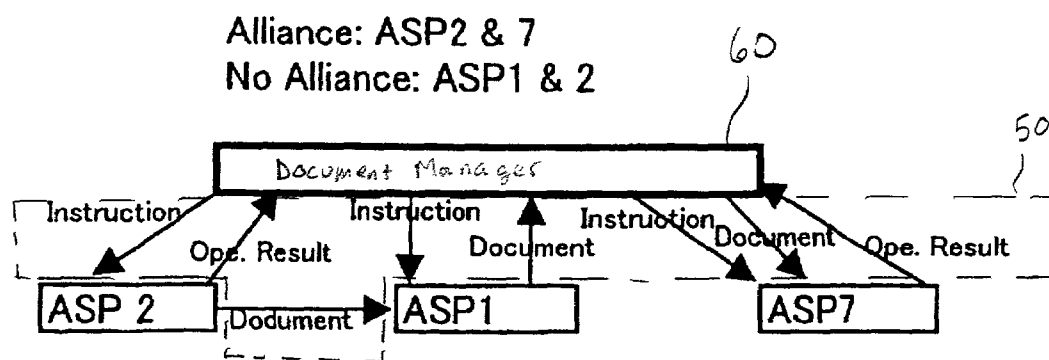 Alliance: ASP2 & 7
No Alliance: ASP1 & 2
60
50
Document Manager
Instruction
Ope. Result
Instruction
Document
Instruction
Document
Ope. Result
ASP 2
Document
ASP1
ASP7